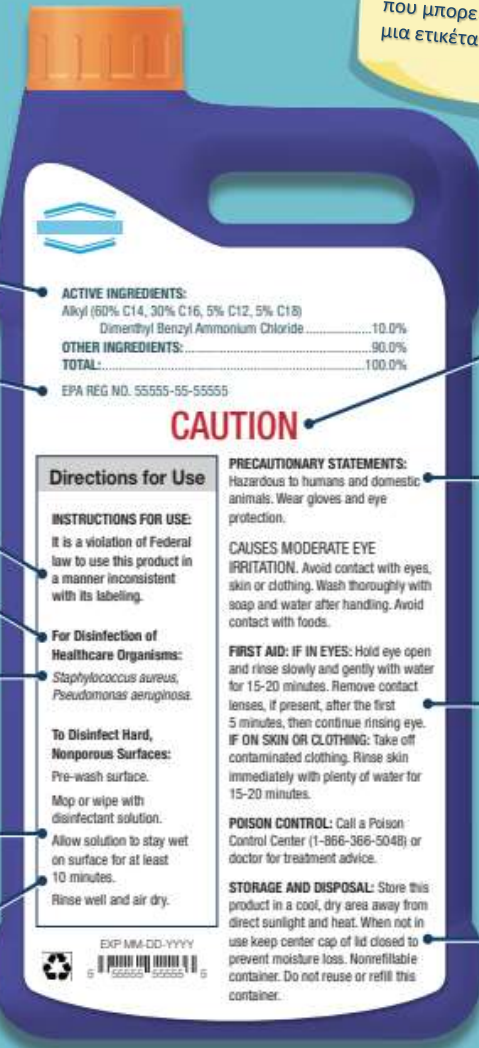 που μπορε
μια ετικέτα
ACTIVE INGREDIENTS:
Alkyl (60% C14, 30% C16, 5% C12, 5% C18)
Dimenthyl Benzyl Ammonium Chloride ..................10.0%
OTHER INGREDIENTS:..................90.0%
TOTAL:..................100.0%
EPA REG NO. 55555-55-55555
CAUTION
Directions for Use
INSTRUCTIONS FOR USE:
It is a violation of Federal
law to use this product in
a manner inconsistent
with its labeling.
For Disinfection of
Healthcare Organisms:
Staphylococcus aureus,
Pseudomonas aeruginosa.
To Disinfect Hard,
Nonporous Surfaces:
Pre-wash surface.
Mop or wipe with
disinfectant solution.
Allow solution to stay wet
on surface for at least
10 minutes.
Rinse well and air dry.
PRECAUTIONARY STATEMENTS:
Hazardous to humans and domestic
animals. Wear gloves and eye
protection.
CAUSES MODERATE EYE
IRRITATION. Avoid contact with eyes,
skin or clothing. Wash thoroughly with
soap and water after handling. Avoid
contact with foods.
FIRST AID: IF IN EYES: Hold eye open
and rinse slowly and gently with water
for 15-20 minutes. Remove contact
lenses, if present, after the first
5 minutes, then continue rinsing eye.
IF ON SKIN OR CLOTHING: Take off
contaminated clothing. Rinse skin
immediately with plenty of water for
15-20 minutes.
POISON CONTROL: Call a Poison
Control Center (1-866-366-5048) or
doctor for treatment advice.
STORAGE AND DISPOSAL: Store this
product in a cool, dry area away from
direct sunlight and heat. When not in
use keep center cap of lid closed to
prevent moisture loss. Nonrefillable
container. Do not reuse or refill this
container.
EXP MM-DD-YYYY
5 55555 55555 5